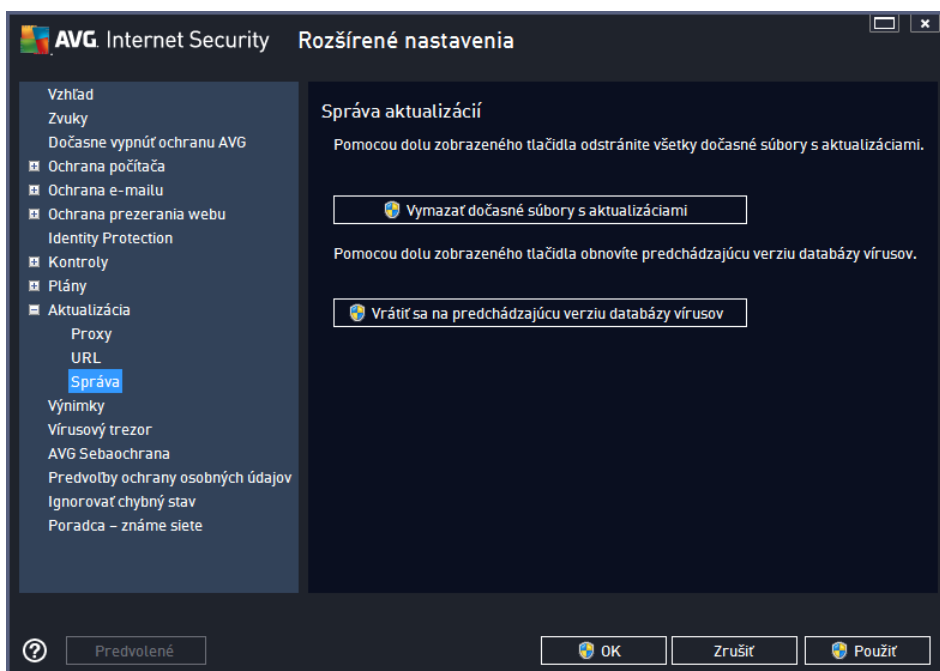 AVG. Internet Security
Rozšírené nastavenia
Vzhľad
Zvuky
Dočasne vypnúť ochranu AVG
Ochrana počítača
Ochrana e-mailu
Ochrana prezerania webu
Identity Protection
Kontroly
Plány
Aktualizácia
Proxy
URL
Správa
Výnimky
Vírusový trezor
AVG Sebaochrana
Predvoľby ochrany osobných údajov
Ignorovať chybný stav
Poradca – známe siete
Správa aktualizácií
Pomocou dolu zobrazeného tlačidla odstránite všetky dočasné súbory s aktualizáciami.
Vymazať dočasné súbory s aktualizáciami
Pomocou dolu zobrazeného tlačidla obnovíte predchádzajúcu verziu databázy vírusov.
Vrátiť sa na predchádzajúcu verziu databázy vírusov
Predvolené
OK
Zrušiť
Použiť